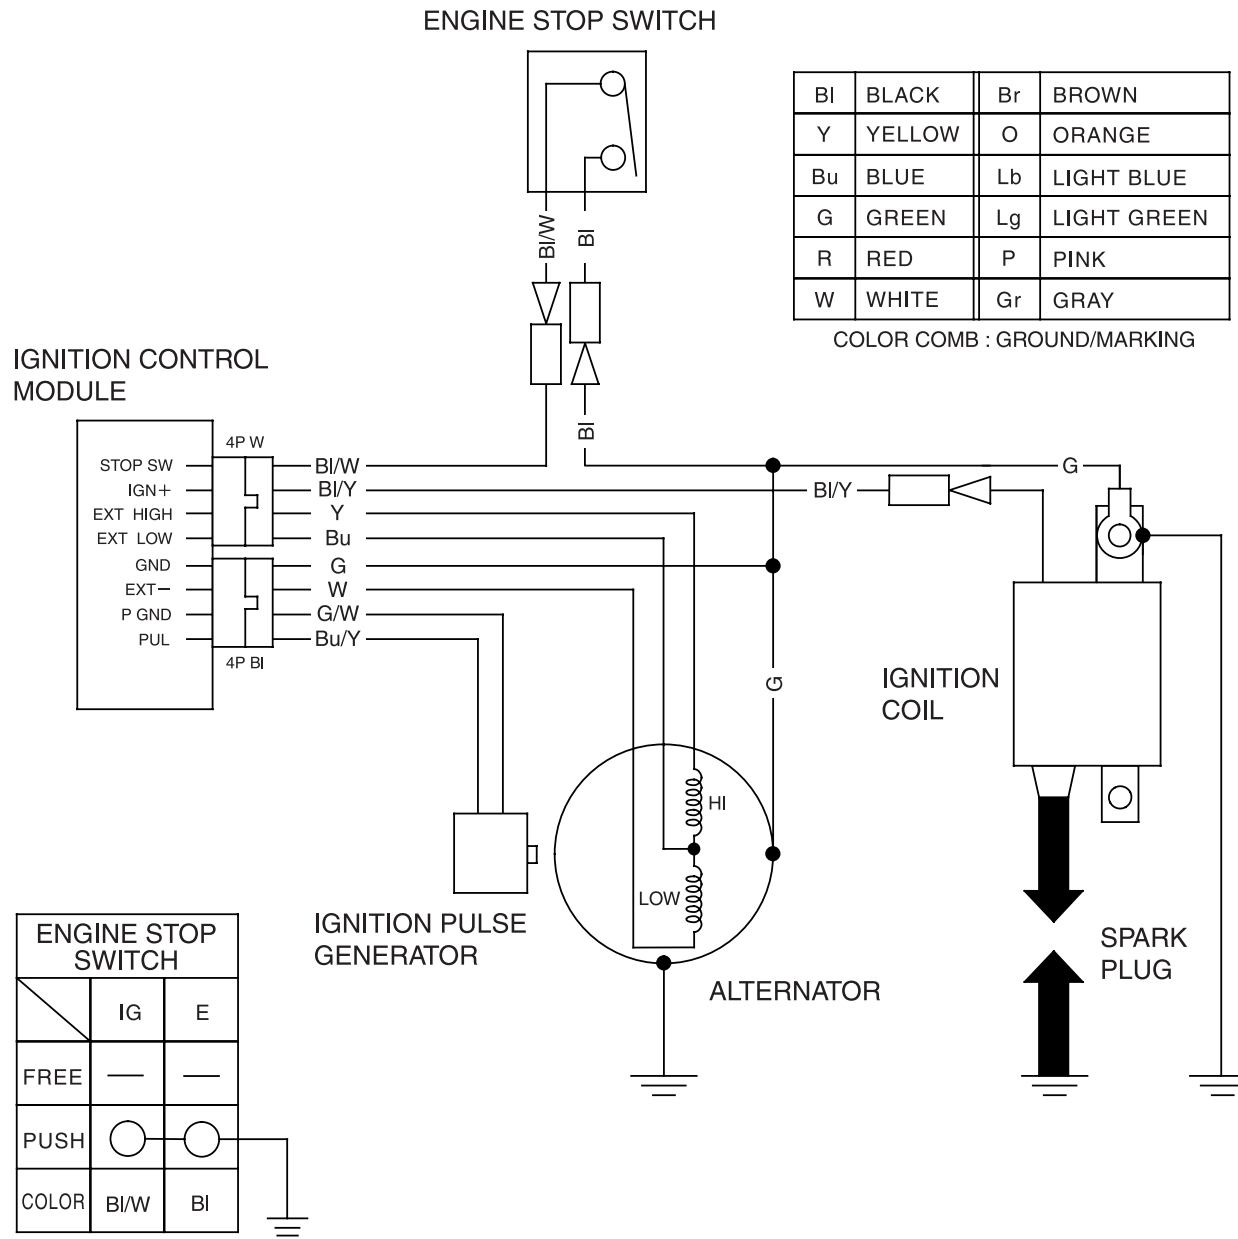 ENGINE STOP SWITCH
Bl BLACK Br BROWN
Y YELLOW O ORANGE
Bu BLUE Lb LIGHT BLUE
G GREEN Lg LIGHT GREEN
R RED P PINK
W WHITE Gr GRAY
COLOR COMB : GROUND/MARKING
Bl/W
Bl
Bl
IGNITION CONTROL
MODULE
4P W
STOP SW Bl/W
IGN+ Bl/Y
EXT HIGH Y
EXT LOW Bu
GND G
EXT− W
P GND G/W
PUL Bu/Y
4P Bl
G
Bl/Y
G
IGNITION
COIL
HI
LOW
IGNITION PULSE
GENERATOR
ALTERNATOR
SPARK
PLUG
ENGINE STOP
SWITCH
IG E
FREE — —
PUSH
COLOR Bl/W Bl